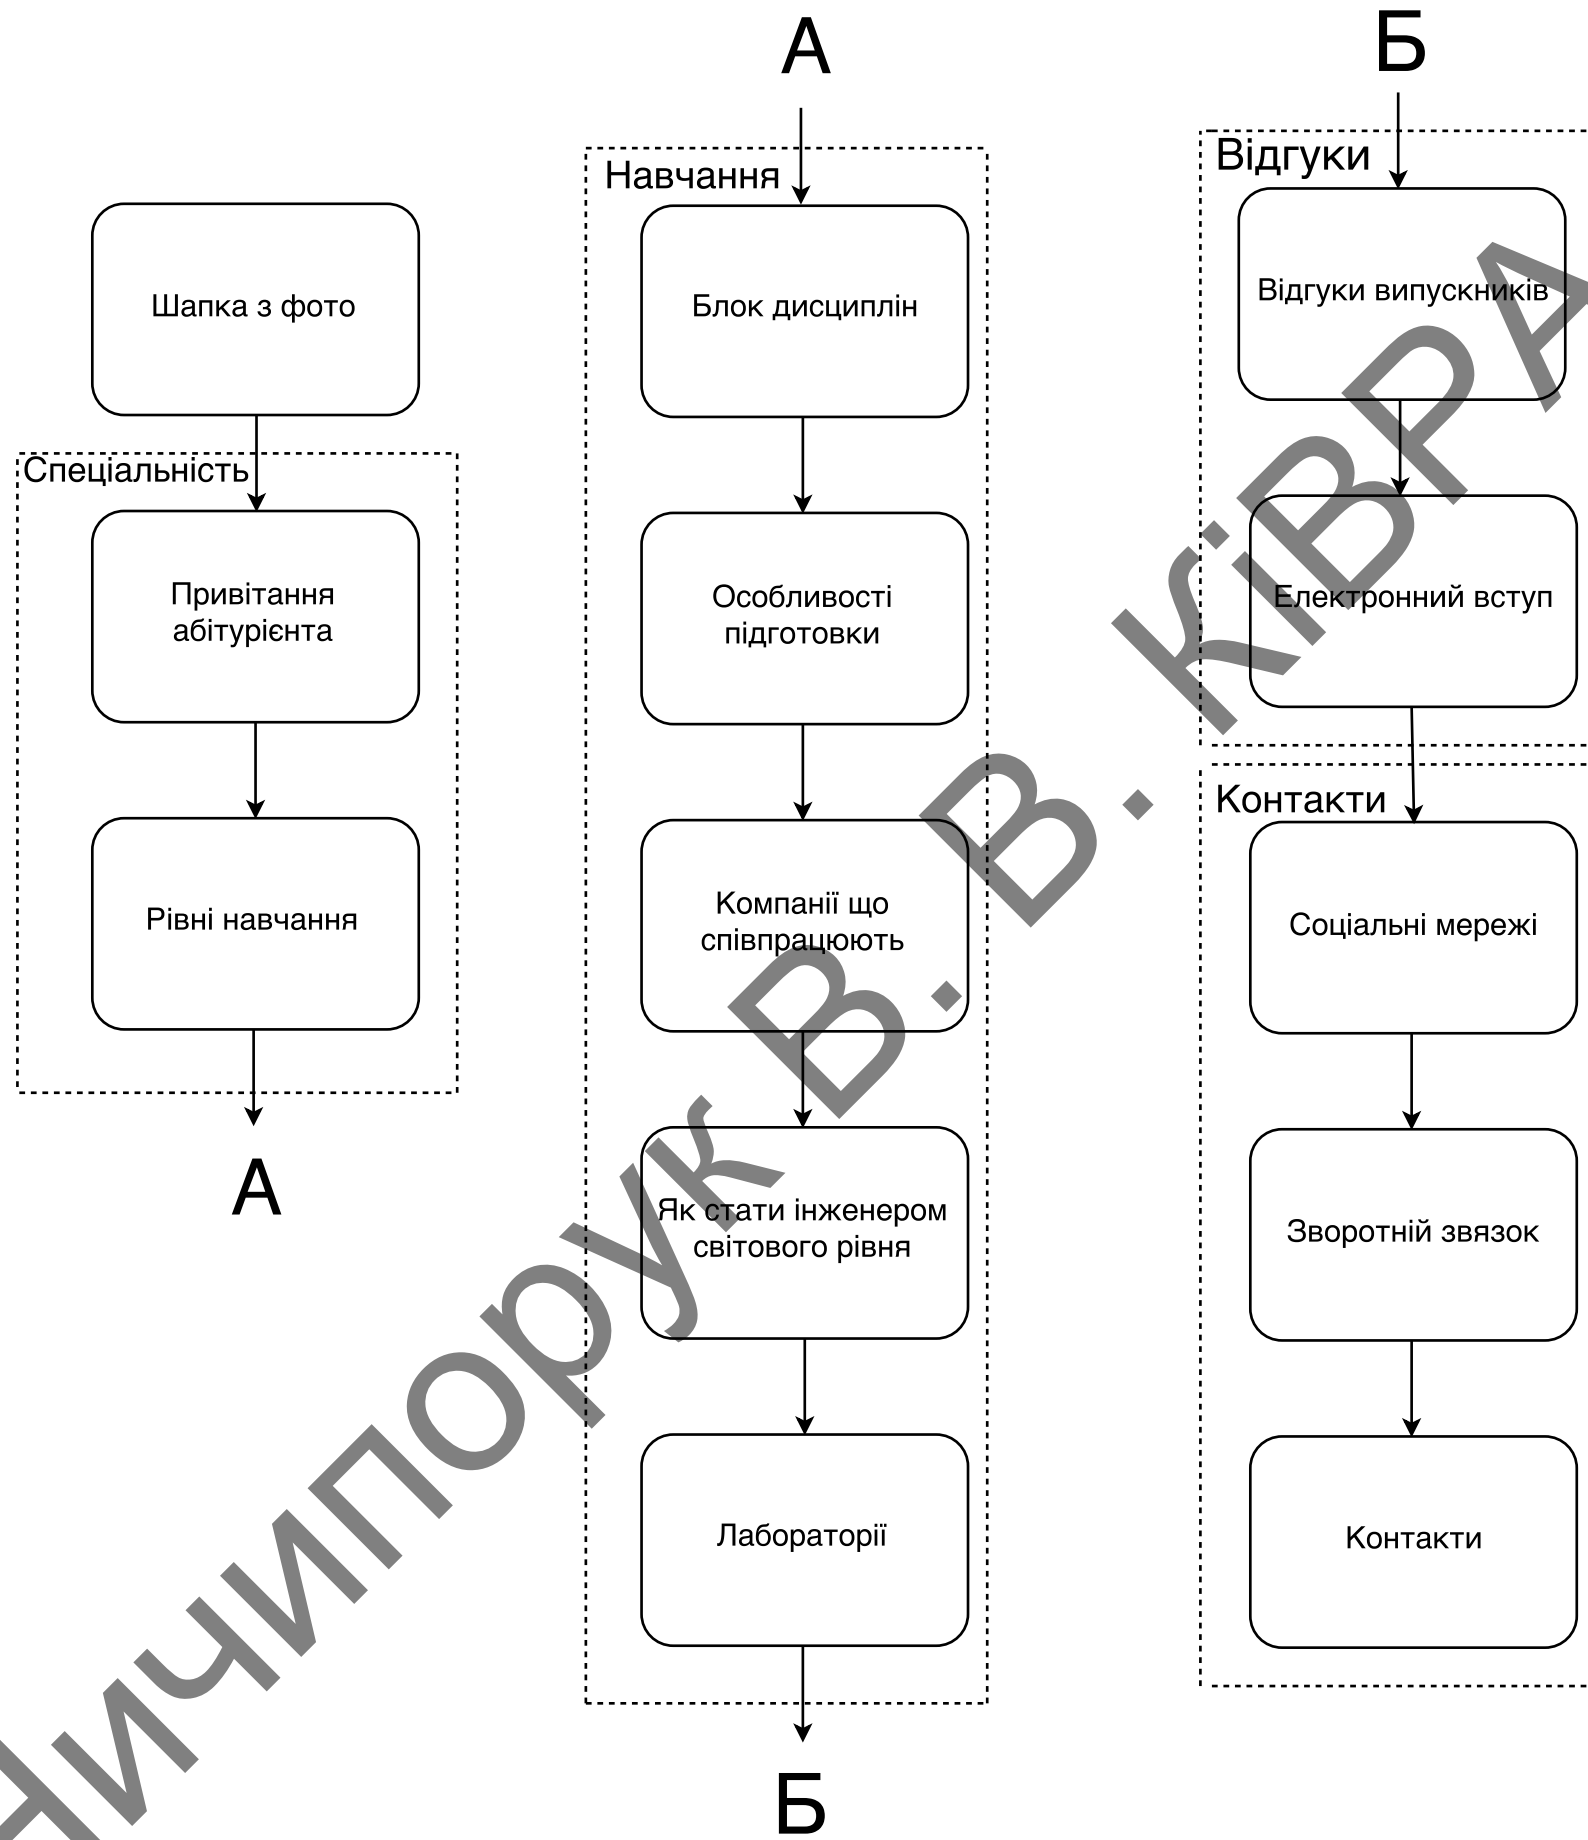 Шапка з фото
Спеціальність
Привітання
абітурієнта
Рівні навчання
А
А
Навчання
Блок дисциплін
Особливості
підготовки
Компанії що
співпрацюють
Як стати інженером
світового рівня
Лабораторії
Б
Б
Відгуки
Відгуки випускників
Електронний вступ
Контакти
Соціальні мережі
Зворотній звязок
Контакти
Ничипорук В. В. КіВРА